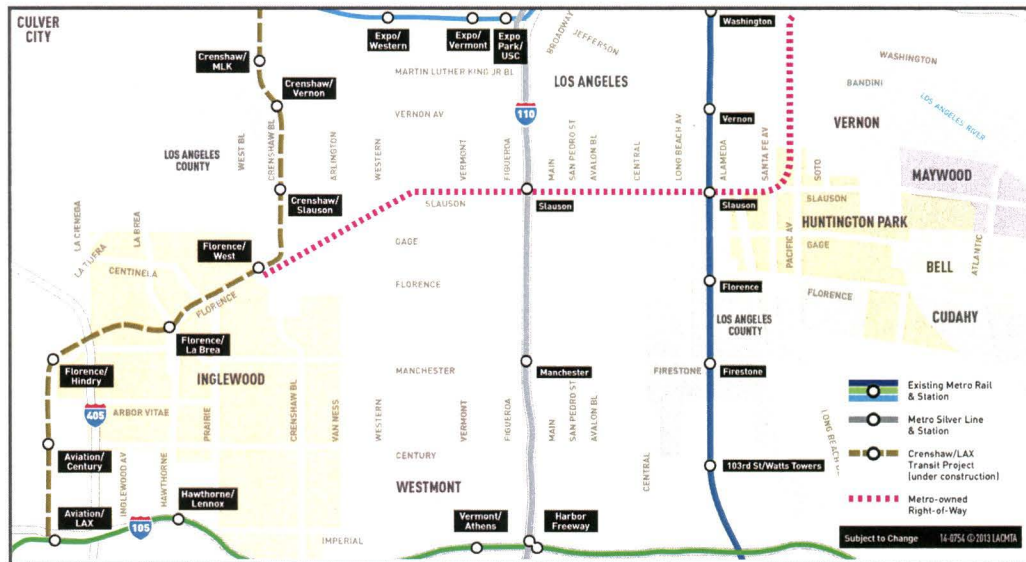 CULVER
CITY
Expo/
Western
Expo/
Vermont
Expo
Park/
USC
BROADWAY
JEFFERSON
Washington
WASHINGTON
Crenshaw/
MLK
MARTIN LUTHER KING JR BL
LOS ANGELES
BANDINI
LOS ANGELES RIVER
Crenshaw/
Vernon
VERNON AV
110
Vernon
VERNON
LOS ANGELES
COUNTY
WEST BL
CRENSHAW BL
ARLINGTON
WESTERN
VERMONT
FIGUEROA
MAIN
SAN PEDRO ST
AVALON BL
CENTRAL
LONG BEACH AV
ALAMEDA
SANTA FE AV
SOTO
MAYWOOD
Crenshaw/
Slauson
SLAUSON
Slauson
Slauson
SLAUSON
HUNTINGTON PARK
LA CIENEGA
LA TIJERA
LA BREA
CENTINELA
Florence/
West
GAGE
PACIFIC AV
GAGE
ATLANTIC
BELL
FLORENCE
FLORENCE
Florence
FLORENCE
CUDAHY
Florence/
La Brea
LOS ANGELES
COUNTY
Florence/
Hindry
INGLEWOOD
MANCHESTER
Manchester
FIRESTONE
Firestone
405
ARBOR VITAE
PRAIRIE
CRENSHAW BL
VAN NESS
WESTERN
VERMONT
FIGUEROA
MAIN
SAN PEDRO ST
AVALON BL
Aviation/
Century
CENTURY
WESTMONT
CENTRAL
103rd St/Watts Towers
INGLEWOOD AV
HAWTHORNE
Hawthorne/
Lennox
Aviation/
LAX
105
IMPERIAL
Vermont/
Athens
Harbor
Freeway
LONG BEACH
Existing Metro Rail
& Station
Metro Silver Line
& Station
Crenshaw/LAX
Transit Project
(under construction)
Metro-owned
Right-of-Way
Subject to Change 14-0754 © 2013 LACMTA